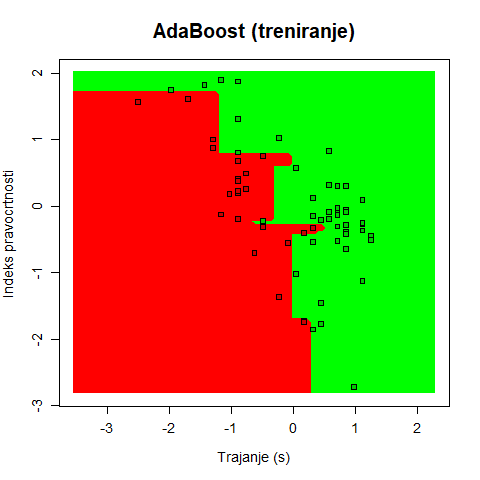 AdaBoost (treniranje)
Indeks pravocrtnosti
2
1
0
-1
-2
-3
-3 -2 -1 0 1 2
Trajanje (s)